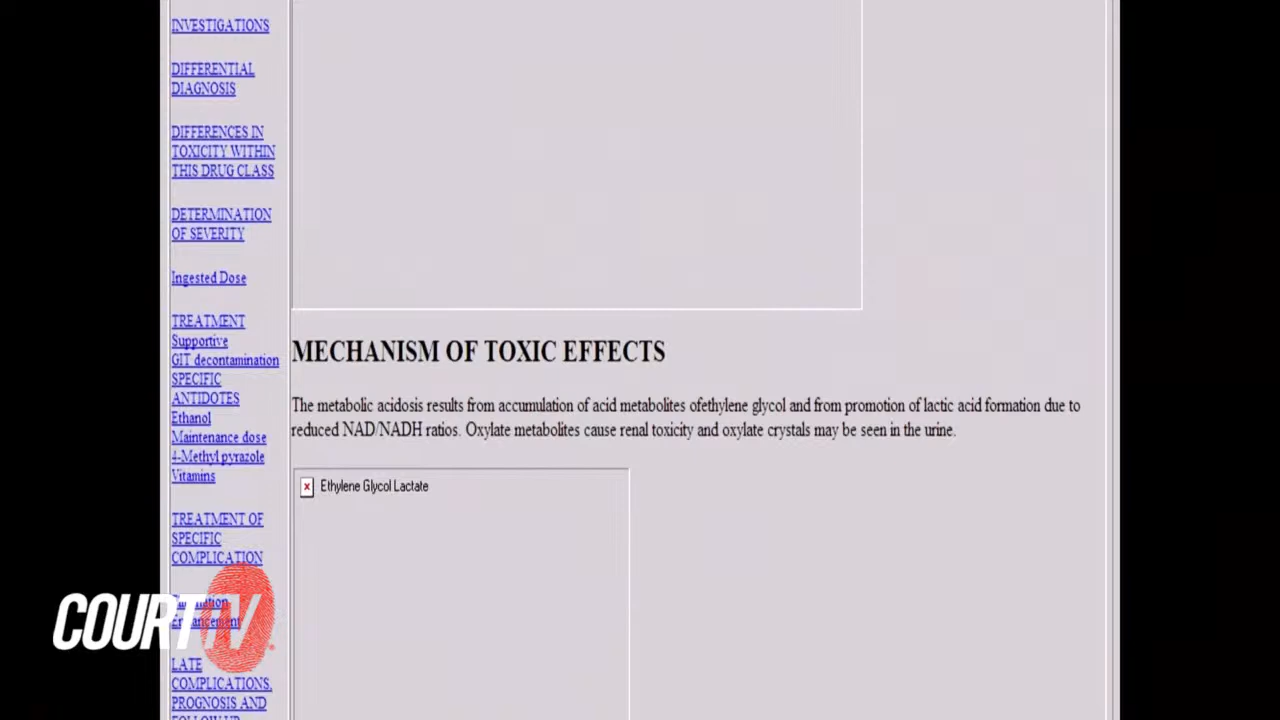 INVESTIGATIONS
DIFFERENTIAL
DIAGNOSIS
DIFFERENCES IN
TOXICITY WITHIN
THIS DRUG CLASS
DETERMINATION
OF SEVERITY
Ingested Dose
TREATMENT
Supportive
GIT decontamination
SPECIFIC
ANTIDOTES
Ethanol
Maintenance dose
4-Methyl pyrazole
Vitamins
TREATMENT OF
SPECIFIC
COMPLICATION
LATE
COMPLICATIONS,
PROGNOSIS AND
MECHANISM OF TOXIC EFFECTS
The metabolic acidosis results from accumulation of acid metabolites ofethylene glycol and from promotion of lactic acid formation due to
reduced NAD/NADH ratios. Oxylate metabolites cause renal toxicity and oxylate crystals may be seen in the urine.
Ethylene Glycol Lactate
COURT TV